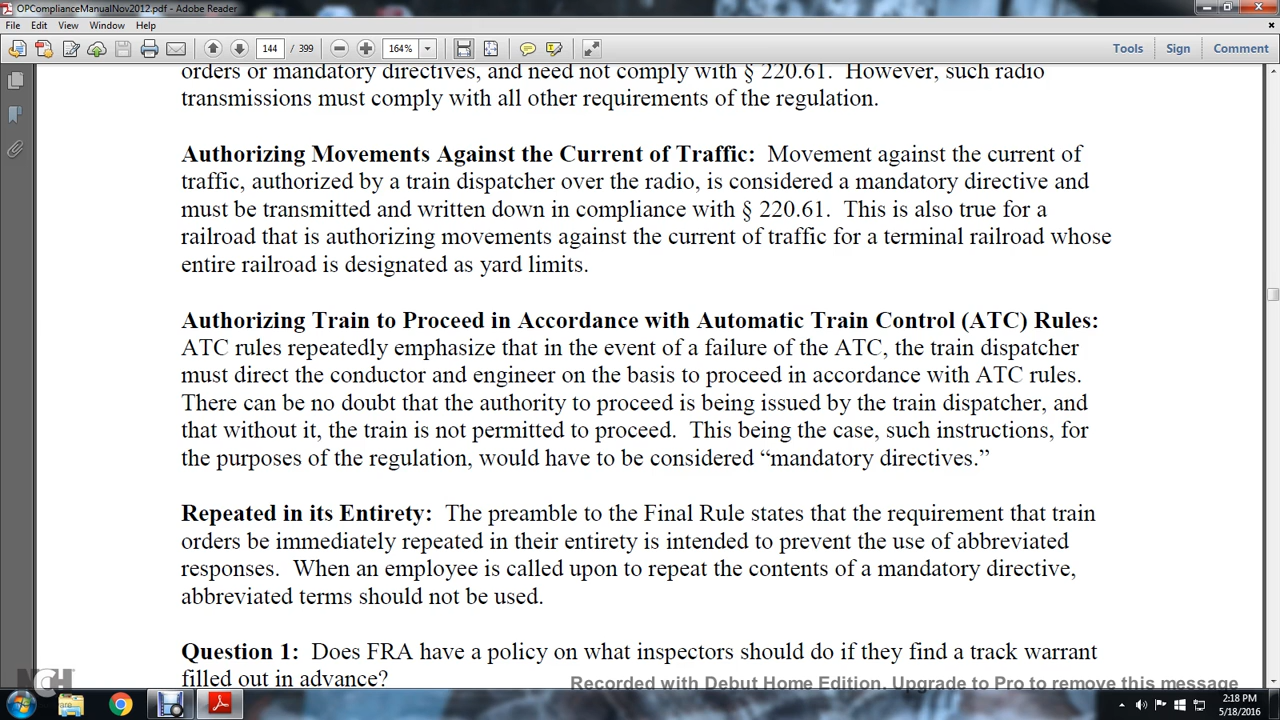 OPComplianceManualNov2012.pdf - Adobe Reader
File Edit View Window Help
144 / 399 164% Tools Sign Comment
orders or mandatory directives, and need not comply with § 220.61. However, such radio
transmissions must comply with all other requirements of the regulation.
Authorizing Movements Against the Current of Traffic: Movement against the current of
traffic, authorized by a train dispatcher over the radio, is considered a mandatory directive and
must be transmitted and written down in compliance with § 220.61. This is also true for a
railroad that is authorizing movements against the current of traffic for a terminal railroad whose
entire railroad is designated as yard limits.
Authorizing Train to Proceed in Accordance with Automatic Train Control (ATC) Rules:
ATC rules repeatedly emphasize that in the event of a failure of the ATC, the train dispatcher
must direct the conductor and engineer on the basis to proceed in accordance with ATC rules.
There can be no doubt that the authority to proceed is being issued by the train dispatcher, and
that without it, the train is not permitted to proceed. This being the case, such instructions, for
the purposes of the regulation, would have to be considered “mandatory directives.”
Repeated in its Entirety: The preamble to the Final Rule states that the requirement that train
orders be immediately repeated in their entirety is intended to prevent the use of abbreviated
responses. When an employee is called upon to repeat the contents of a mandatory directive,
abbreviated terms should not be used.
Question 1: Does FRA have a policy on what inspectors should do if they find a track warrant
filled out in advance?
NCH
Recorded with Debut Home Edition. Upgrade to Pro to remove this message
2:18 PM
5/18/2016